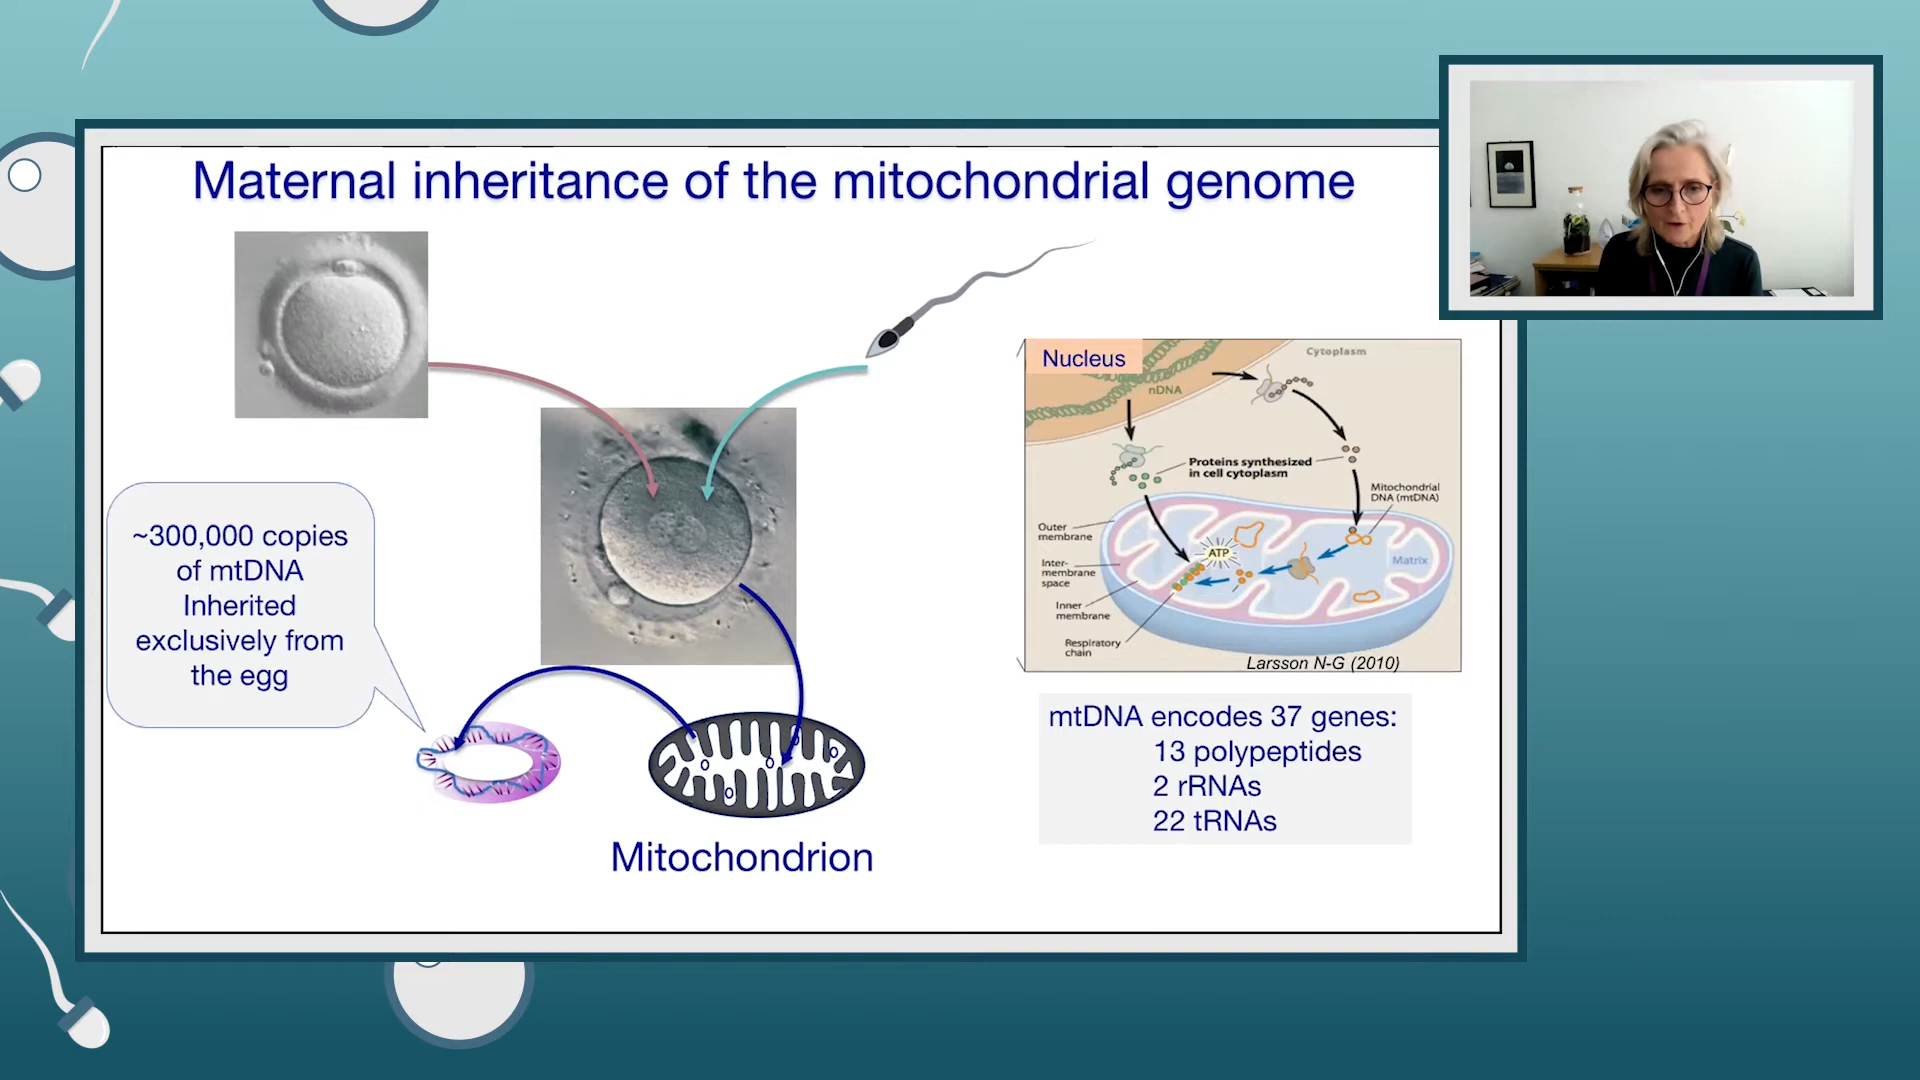 Maternal inheritance of the mitochondrial genome
~300,000 copies
of mtDNA
Inherited
exclusively from
the egg
Mitochondrion
Nucleus
Cytoplasm
nDNA
Proteins synthesized
in cell cytoplasm
Mitochondrial
DNA (mtDNA)
Outer
membrane
ATP
Matrix
Inter-
membrane
space
Inner
membrane
Respiratory
chain
Larsson N-G (2010)
mtDNA encodes 37 genes:
13 polypeptides
2 rRNAs
22 tRNAs